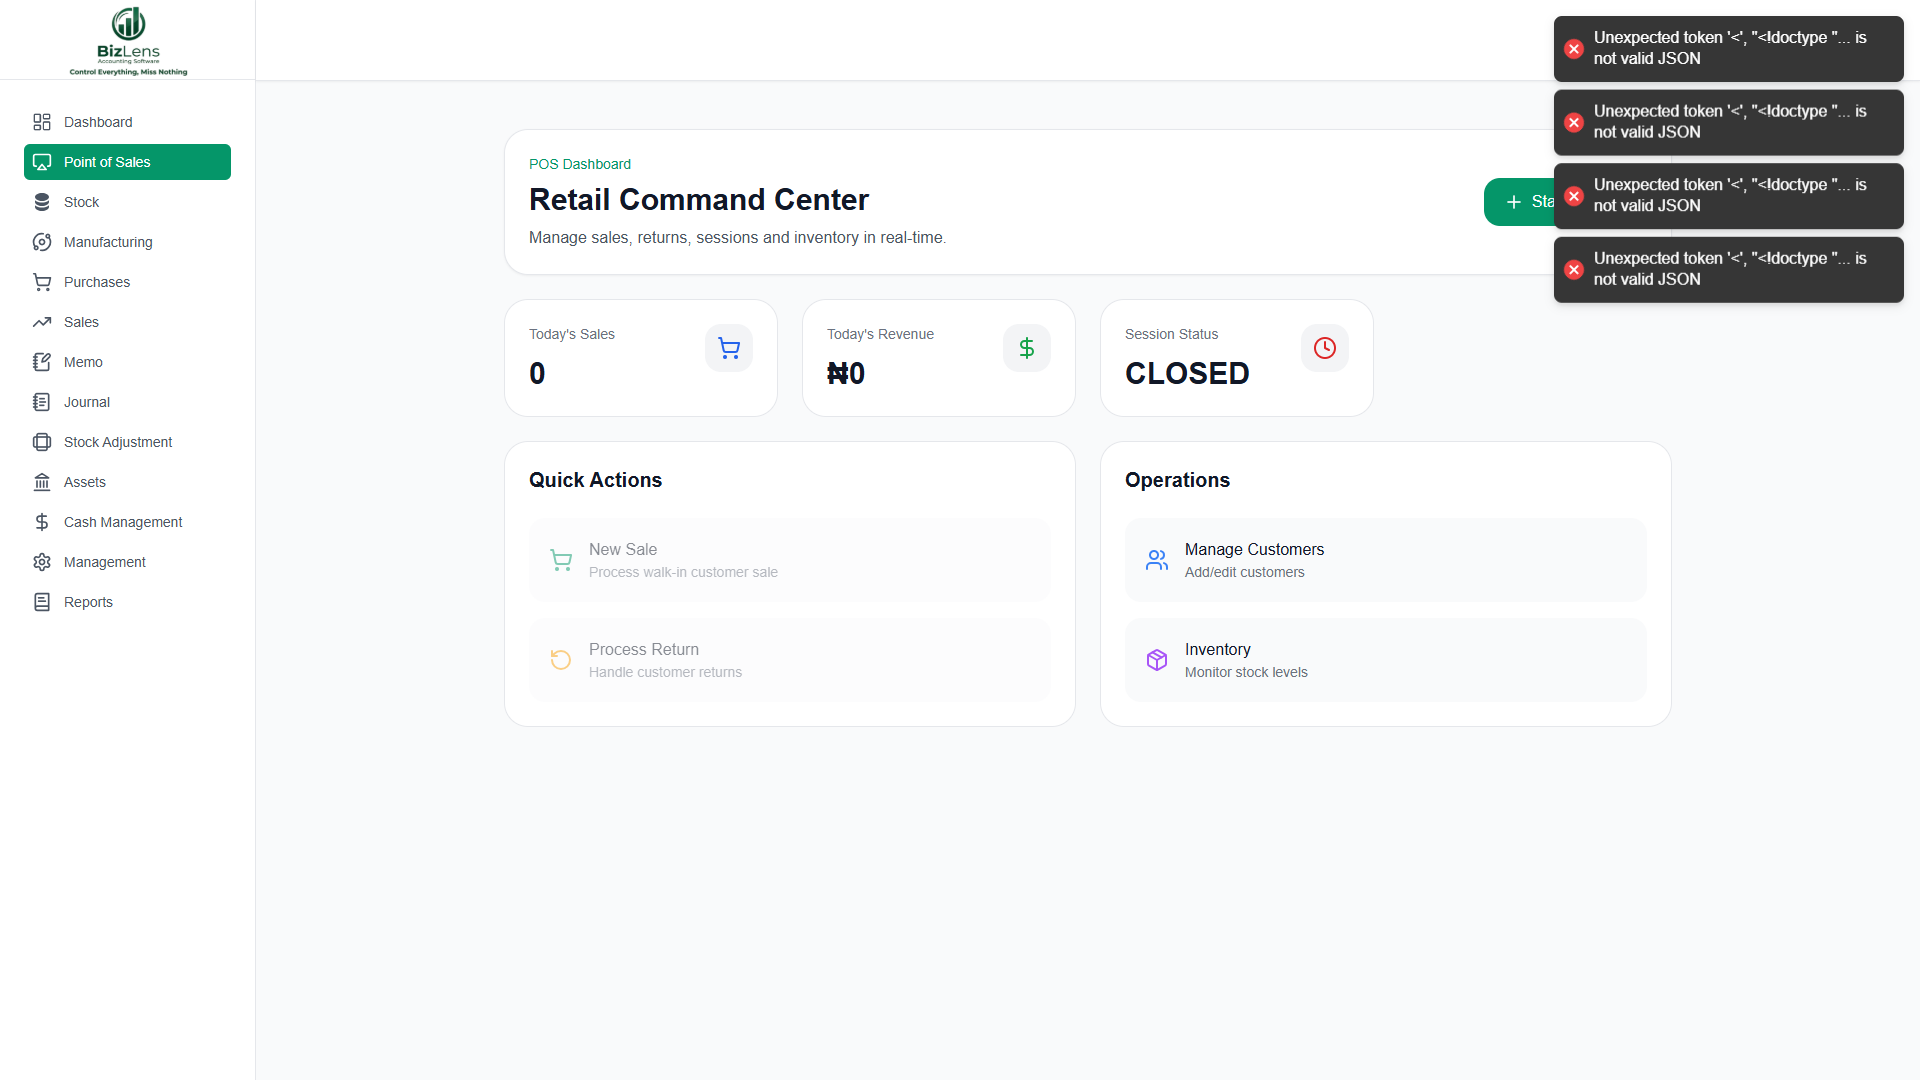 BizLens
Accounting Software
Control Everything, Miss Nothing
Dashboard
Point of Sales
Stock
Manufacturing
Purchases
Sales
Memo
Journal
Stock Adjustment
Assets
Cash Management
Management
Reports
POS Dashboard
Retail Command Center
Manage sales, returns, sessions and inventory in real-time.
Sta
Unexpected token '<', "<!doctype "... is
not valid JSON
Unexpected token '<', "<!doctype "... is
not valid JSON
Unexpected token '<', "<!doctype "... is
not valid JSON
Unexpected token '<', "<!doctype "... is
not valid JSON
Today's Sales
0
Today's Revenue
₦0
Session Status
CLOSED
Quick Actions
New Sale
Process walk-in customer sale
Process Return
Handle customer returns
Operations
Manage Customers
Add/edit customers
Inventory
Monitor stock levels